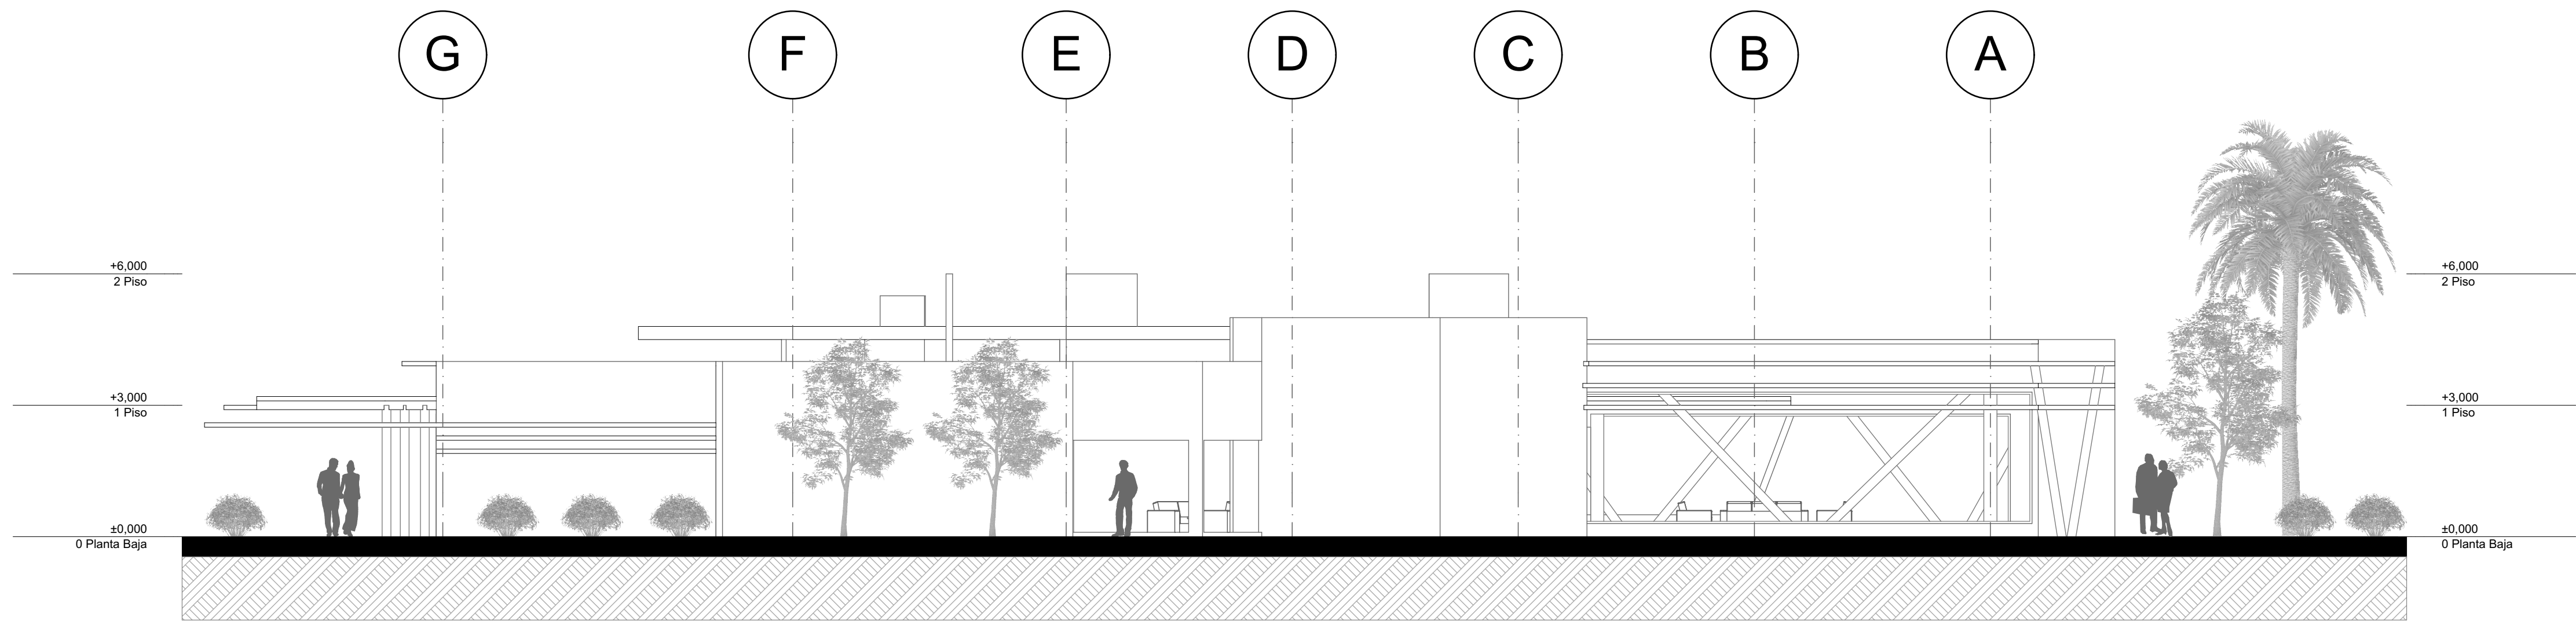 G F E D C B A
+6,000
2 Piso
+3,000
1 Piso
±0,000
0 Planta Baja
+6,000
2 Piso
+3,000
1 Piso
±0,000
0 Planta Baja